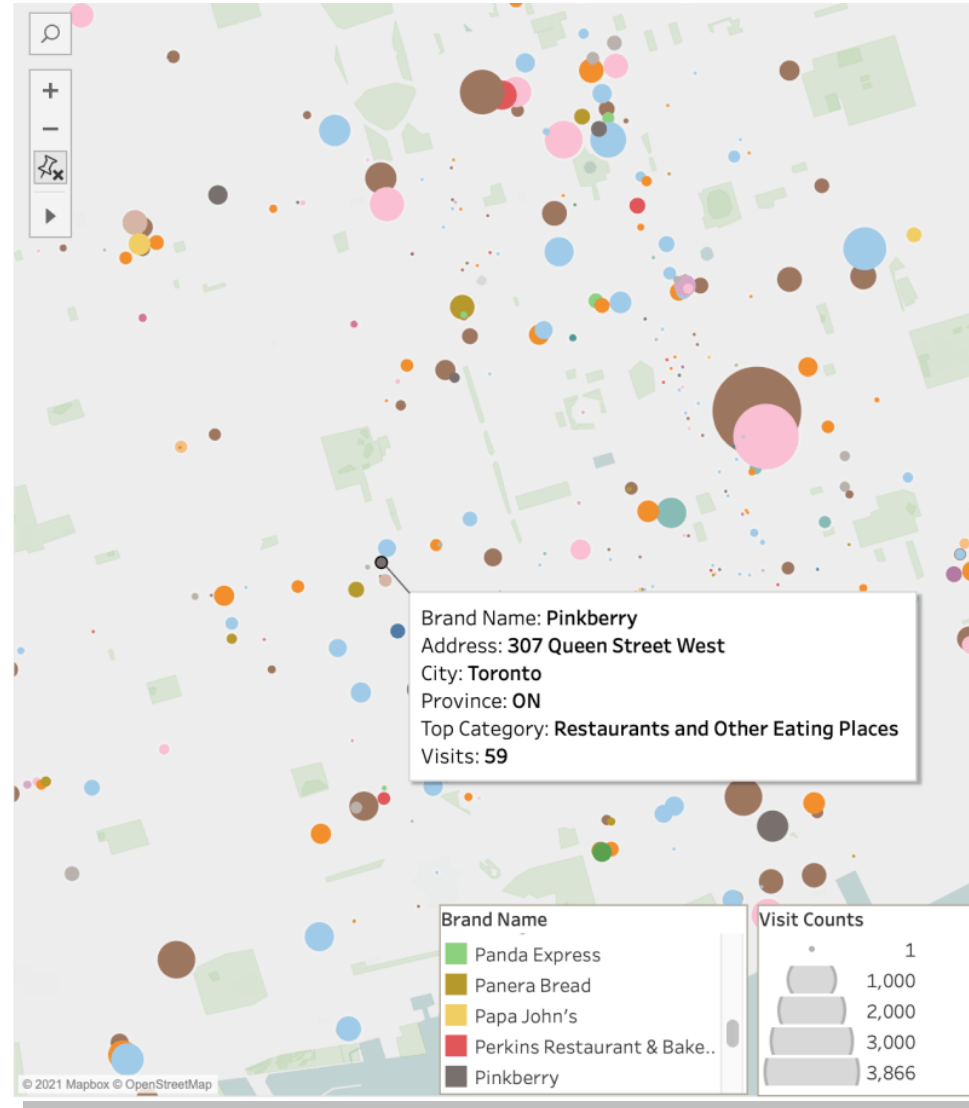 Brand Name: Pinkberry
Address: 307 Queen Street West
City: Toronto
Province: ON
Top Category: Restaurants and Other Eating Places
Visits: 59
Brand Name
Panda Express
Panera Bread
Papa John's
Perkins Restaurant & Bake..
Pinkberry
Visit Counts
1
1,000
2,000
3,000
3,866
© 2021 Mapbox © OpenStreetMap